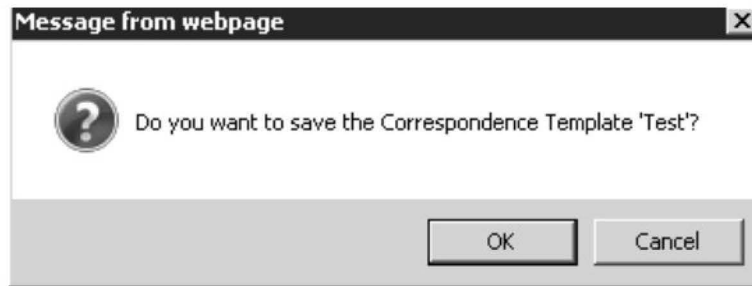 Message from webpage
Do you want to save the Correspondence Template 'Test'?
OK
Cancel